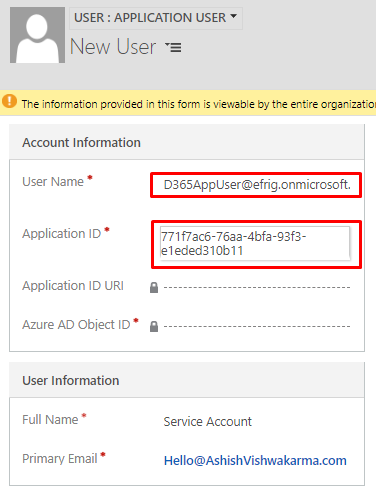 USER : APPLICATION USER
New User
The information provided in this form is viewable by the entire organizatio
Account Information
User Name * D365AppUser@efrig.onmicrosoft.
Application ID * 771f7ac6-76aa-4bfa-93f3-
e1eded310b11
Application ID URI
Azure AD Object ID *
User Information
Full Name * Service Account
Primary Email * Hello@AshishVishwakarma.com